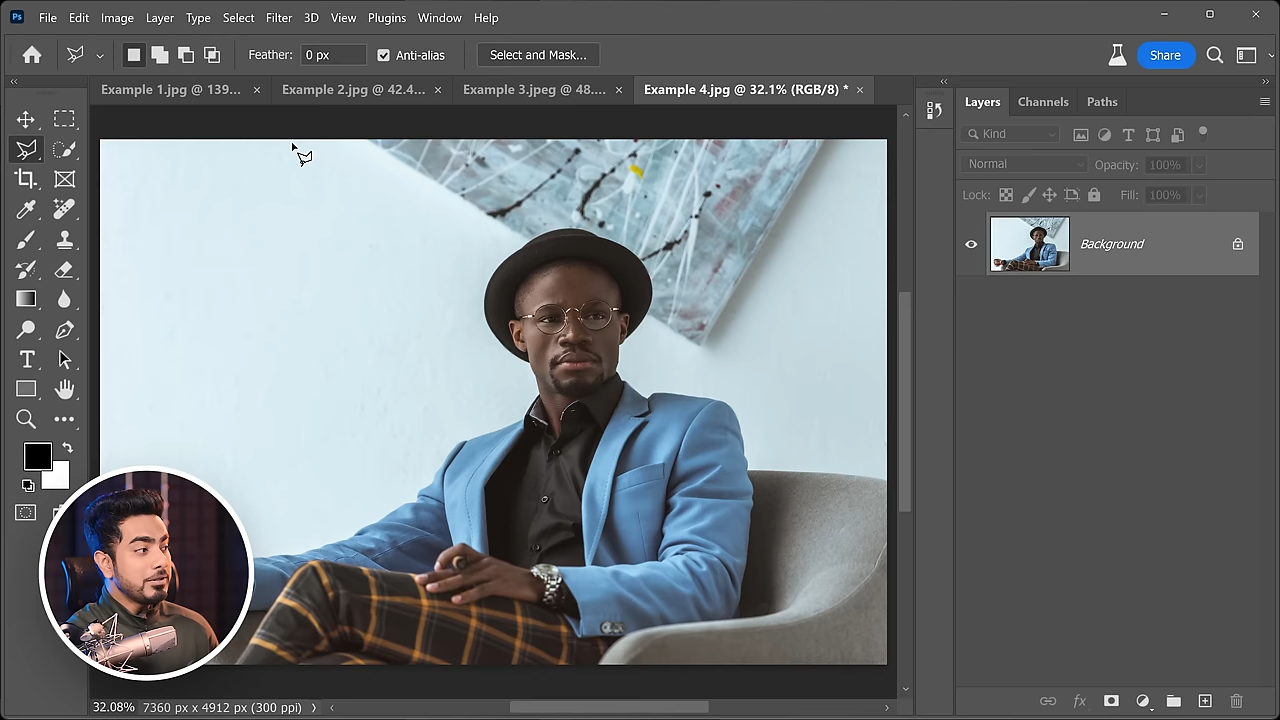 Ps File Edit Image Layer Type Select Filter 3D View Plugins Window Help
Feather: 0 px Anti-alias Select and Mask... Share
Example 1.jpg @ 139... × Example 2.jpg @ 42.4... × Example 3.jpeg @ 48.... × Example 4.jpg @ 32.1% (RGB/8) * ×
Layers Channels Paths
Kind
Normal Opacity: 100%
Lock: Fill: 100%
Background
32.08% 7360 px x 4912 px (300 ppi)